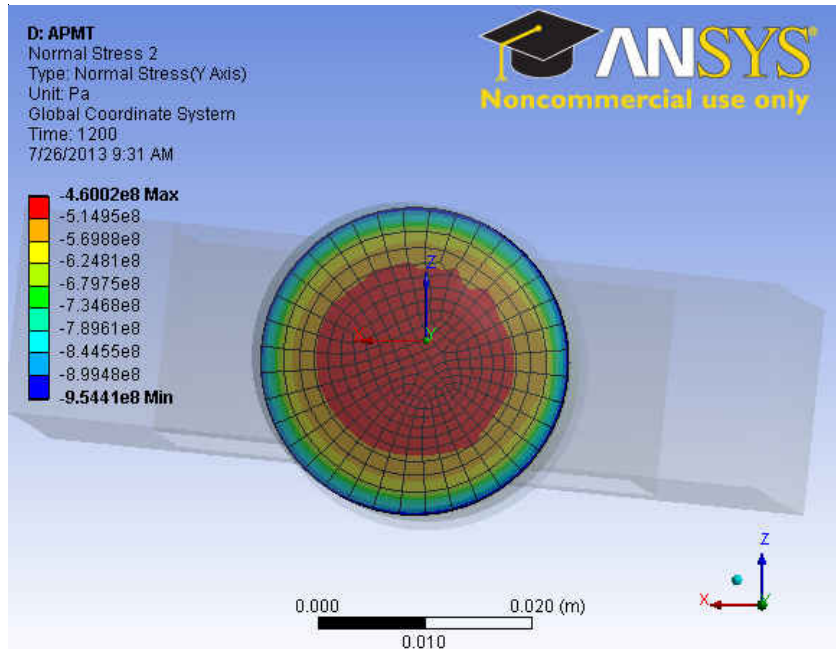 D: APMT
Normal Stress 2
Type: Normal Stress(Y Axis)
Unit: Pa
Global Coordinate System
Time: 1200
7/26/2013 9:31 AM
ANSYS®
Noncommercial use only
-4.6002e8 Max
-5.1495e8
-5.6988e8
-6.2481e8
-6.7975e8
-7.3468e8
-7.8961e8
-8.4455e8
-8.9948e8
-9.5441e8 Min
Z
X
Y
Z
X
Y
0.000
0.020 (m)
0.010